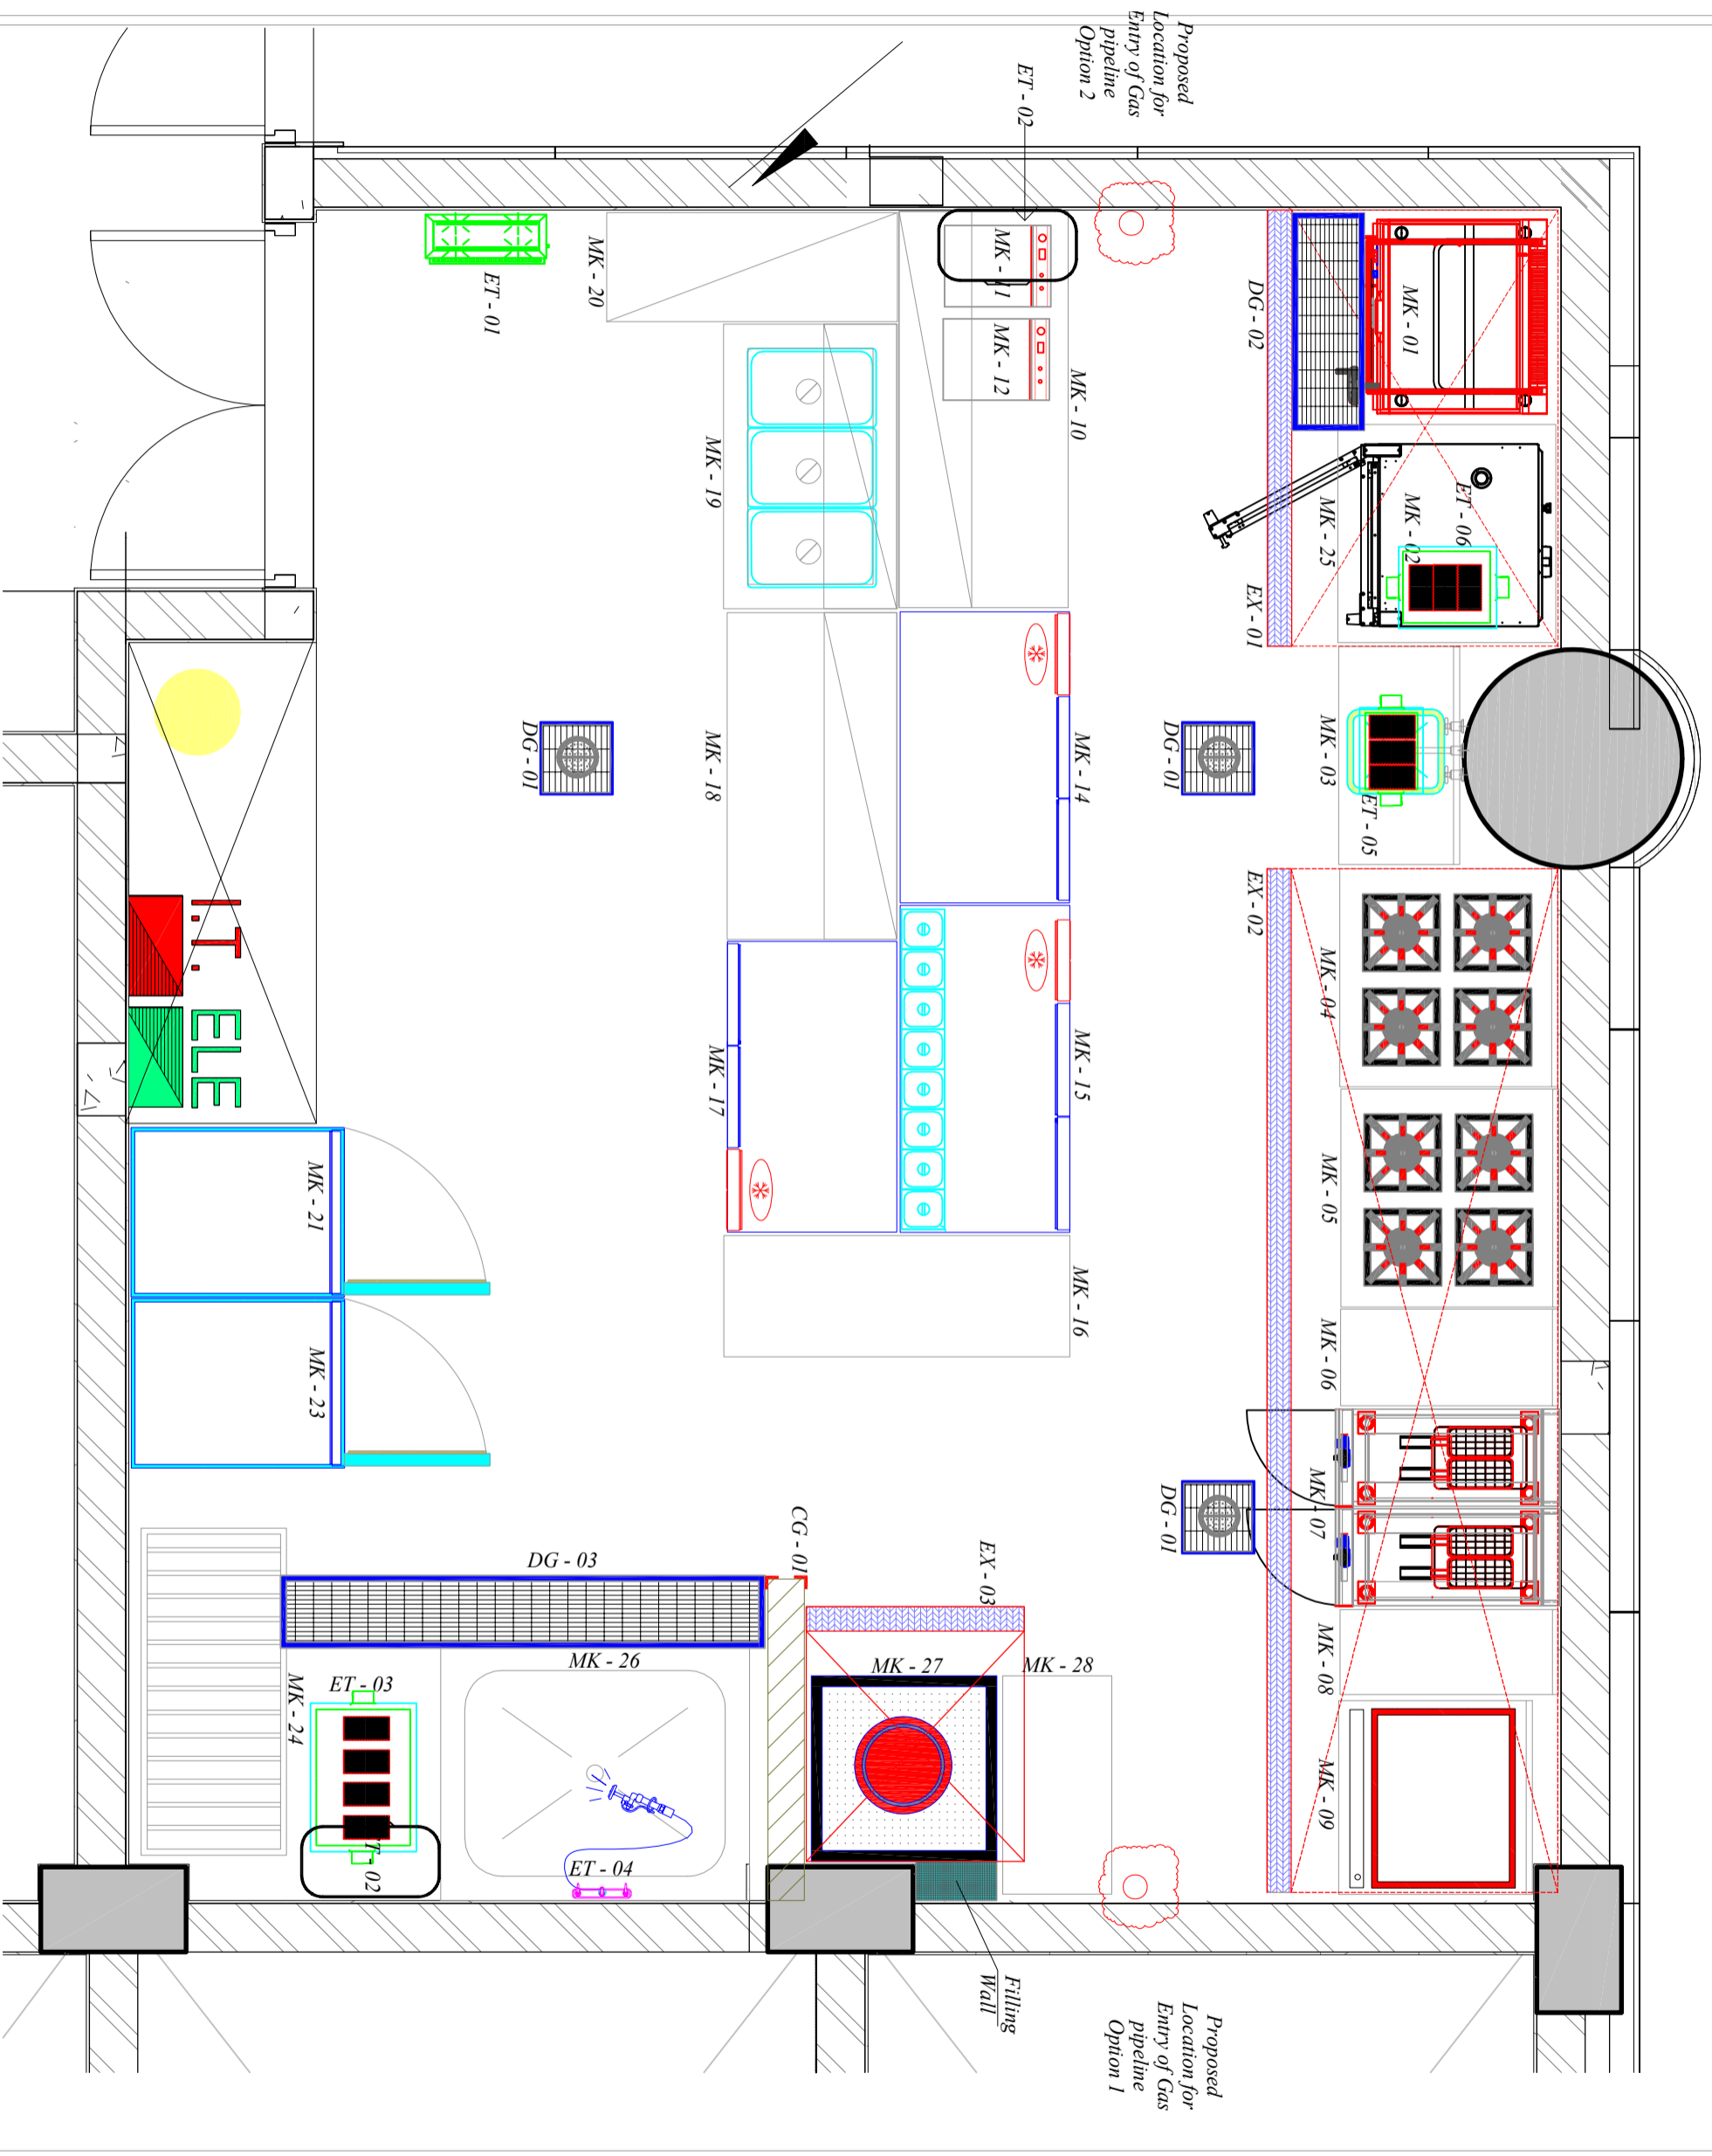 Proposed
Location for
Entry of Gas
pipeline
Option 2
ET - 02
MK - 11
MK - 12
MK - 10
MK - 20
ET - 01
MK - 19
DG - 02
MK - 01
ET - 06
MK - 02
MK - 25
EX - 01
DG - 01
MK - 18
MK - 14
DG - 01
MK - 03
ET - 05
EX - 02
MK - 04
I.T.
ELE
MK - 17
MK - 15
MK - 05
MK - 21
MK - 16
MK - 06
MK - 23
DG - 01
MK - 07
CG - 01
EX - 03
DG - 03
MK - 08
MK - 26
MK - 27
MK - 28
MK - 24
ET - 03
MK - 09
T - 02
ET - 04
Filling
Wall
Proposed
Location for
Entry of Gas
pipeline
Option 1